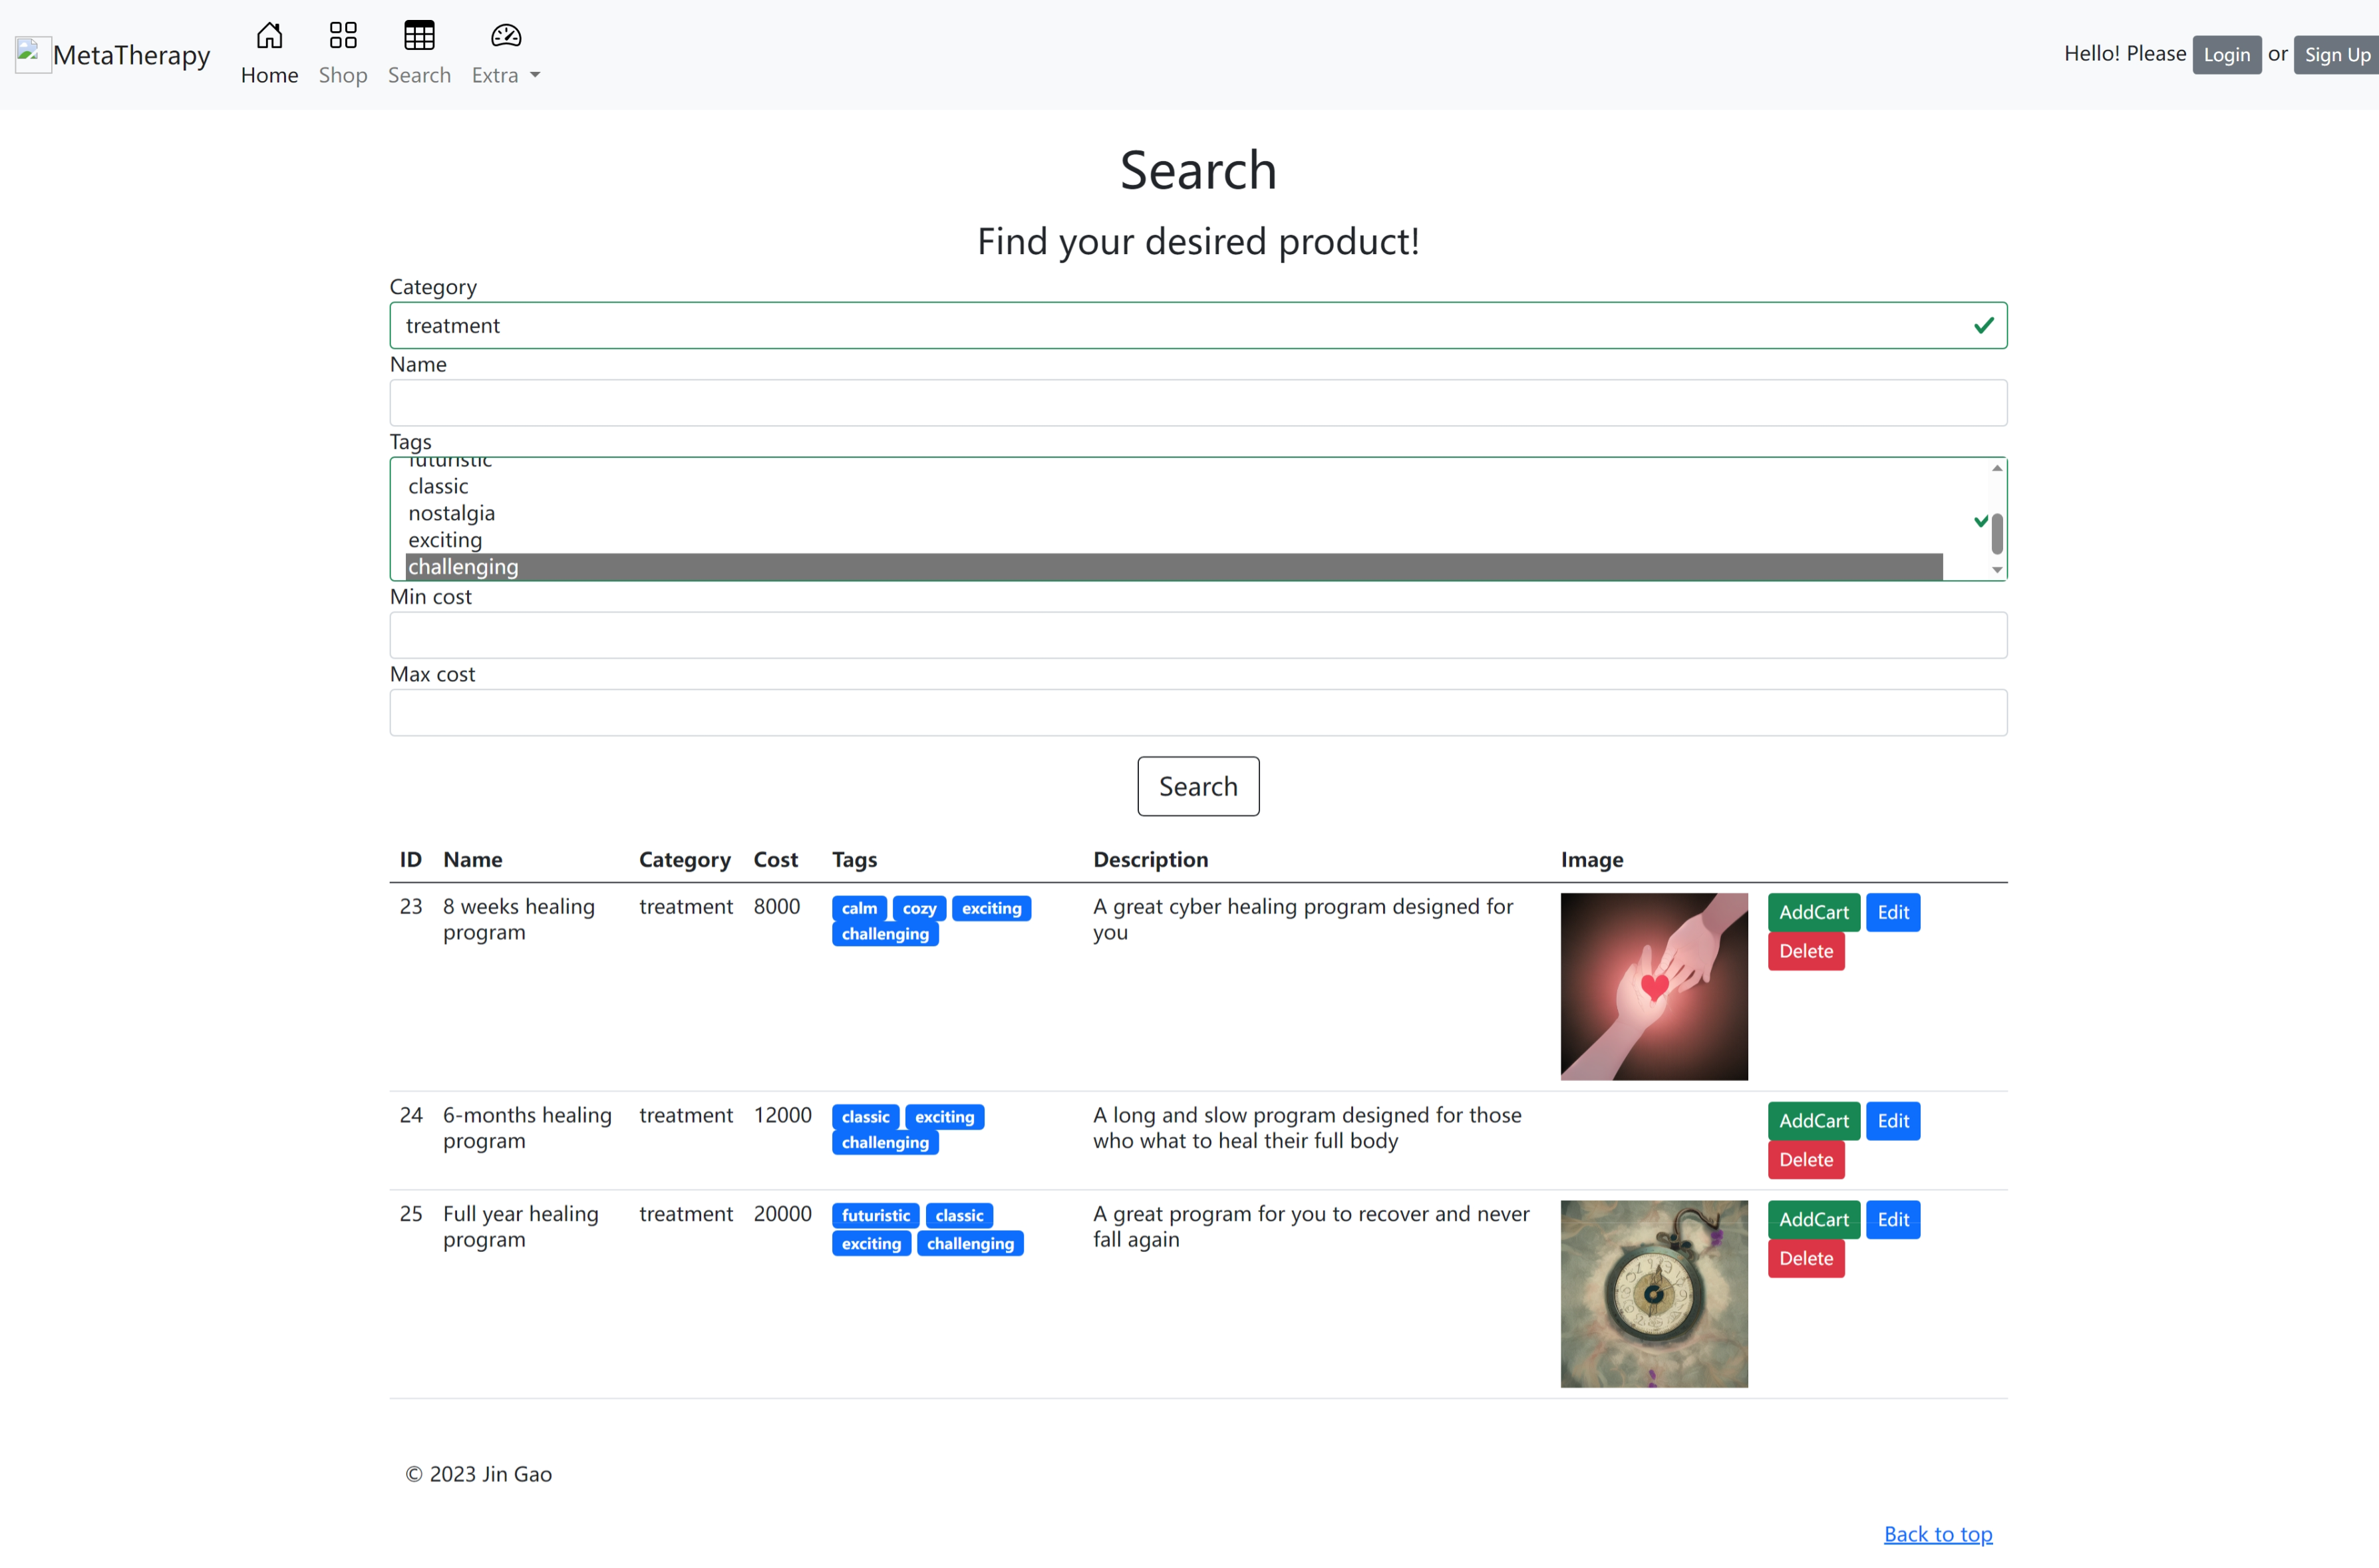 MetaTherapy
Home
Shop
Search
Extra
Hello! Please Login or Sign Up
Search
Find your desired product!
Category
treatment
Name
Tags
futuristic
classic
nostalgia
exciting
challenging
Min cost
Max cost
Search
ID Name Category Cost Tags Description Image
23 8 weeks healing treatment 8000 calm cozy exciting A great cyber healing program designed for AddCart Edit
program challenging you Delete
24 6-months healing treatment 12000 classic exciting A long and slow program designed for those AddCart Edit
program challenging who what to heal their full body Delete
25 Full year healing treatment 20000 futuristic classic A great program for you to recover and never AddCart Edit
program exciting challenging fall again Delete
© 2023 Jin Gao
Back to top